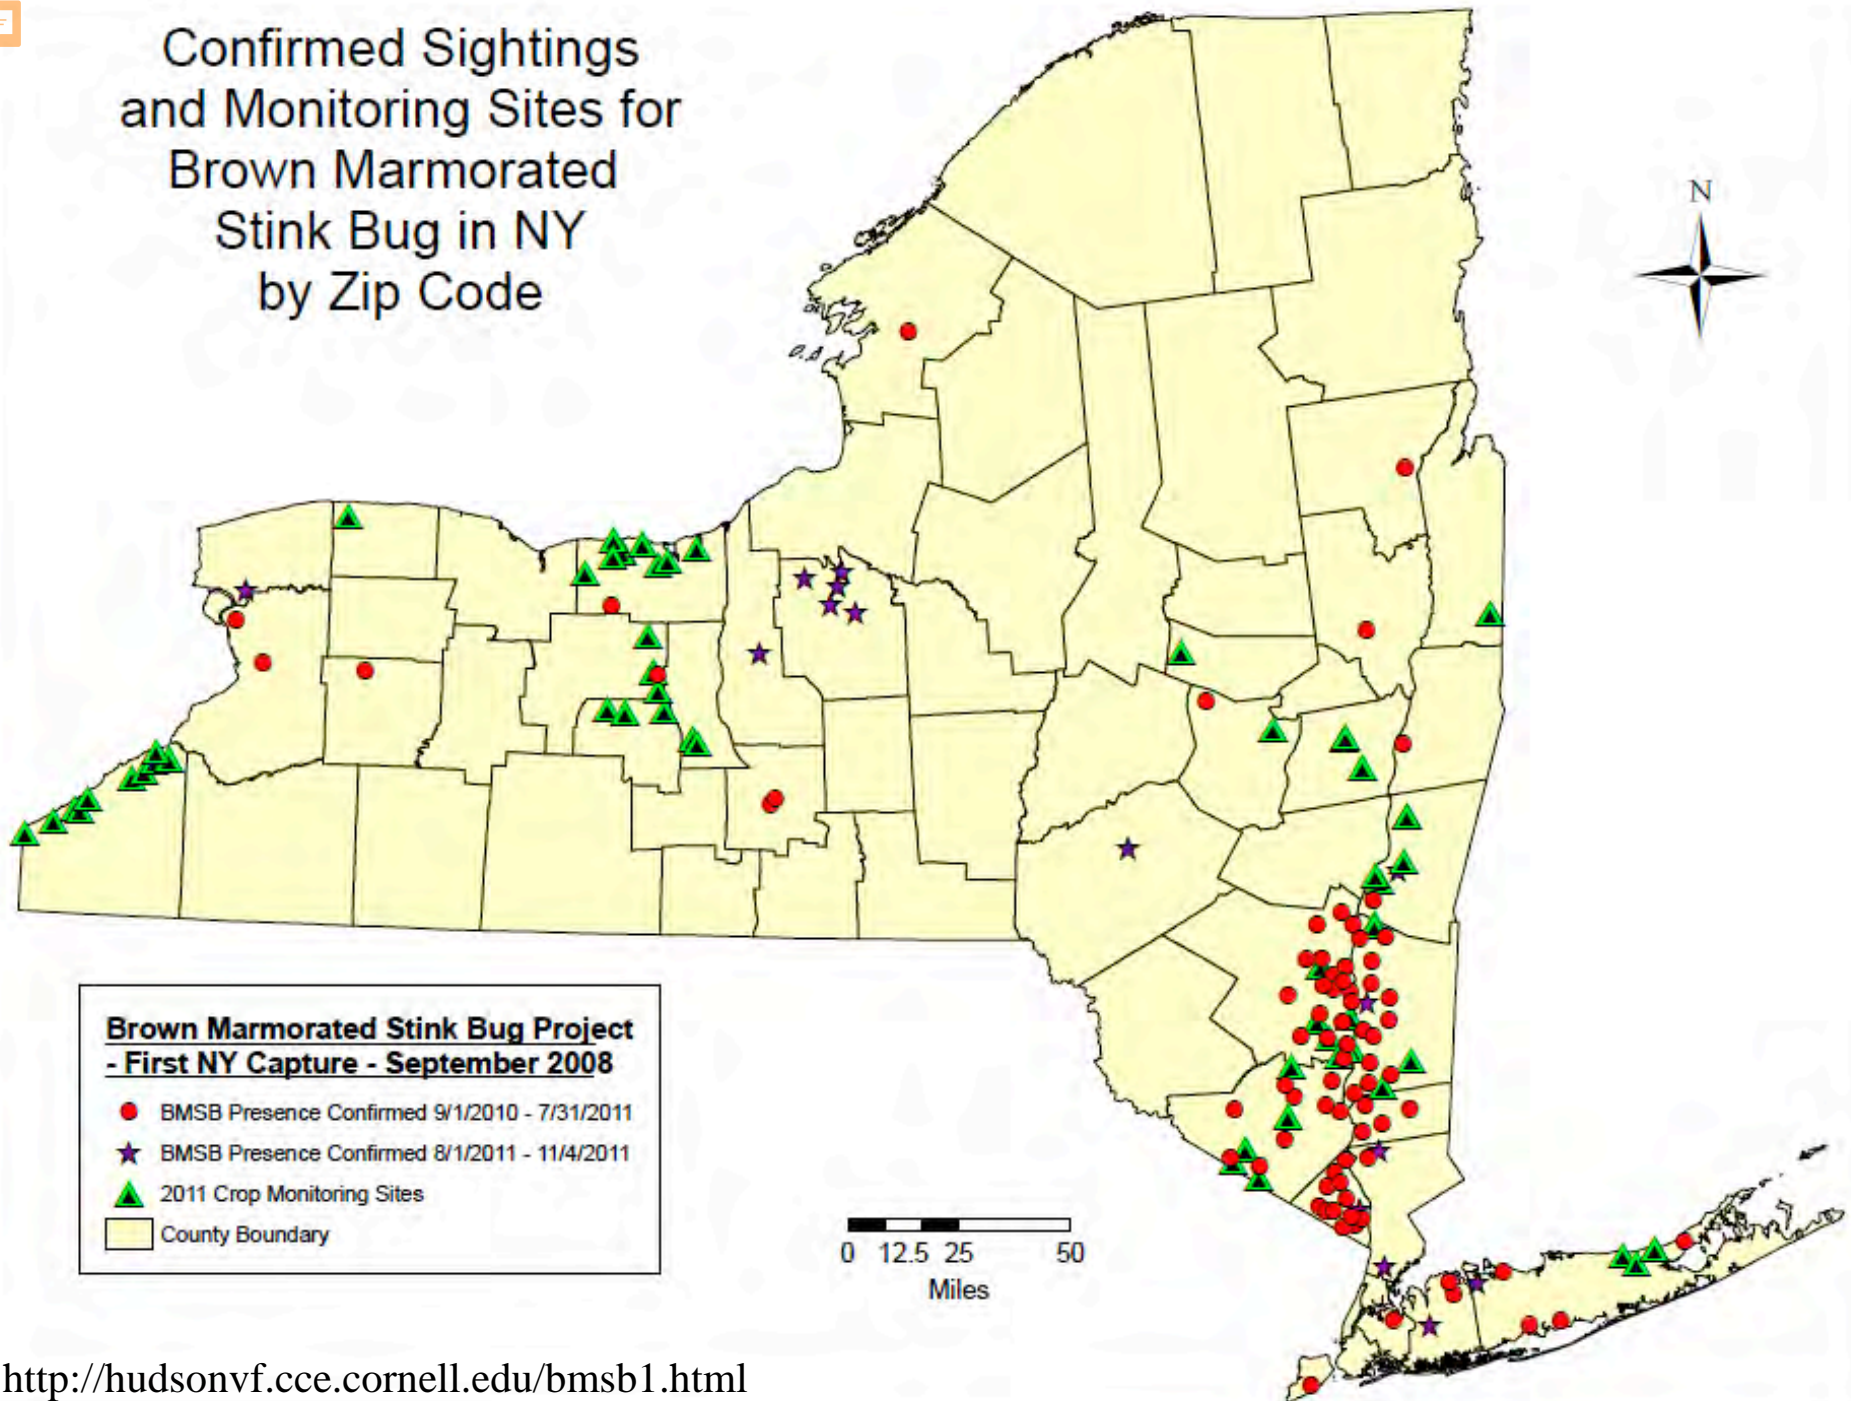 Confirmed Sightings
and Monitoring Sites for
Brown Marmorated
Stink Bug in NY
by Zip Code
N
Brown Marmorated Stink Bug Project
- First NY Capture - September 2008
BMSB Presence Confirmed 9/1/2010 - 7/31/2011
BMSB Presence Confirmed 8/1/2011 - 11/4/2011
2011 Crop Monitoring Sites
County Boundary
0 12.5 25 50
Miles
http://hudsonvf.cce.cornell.edu/bmsb1.html